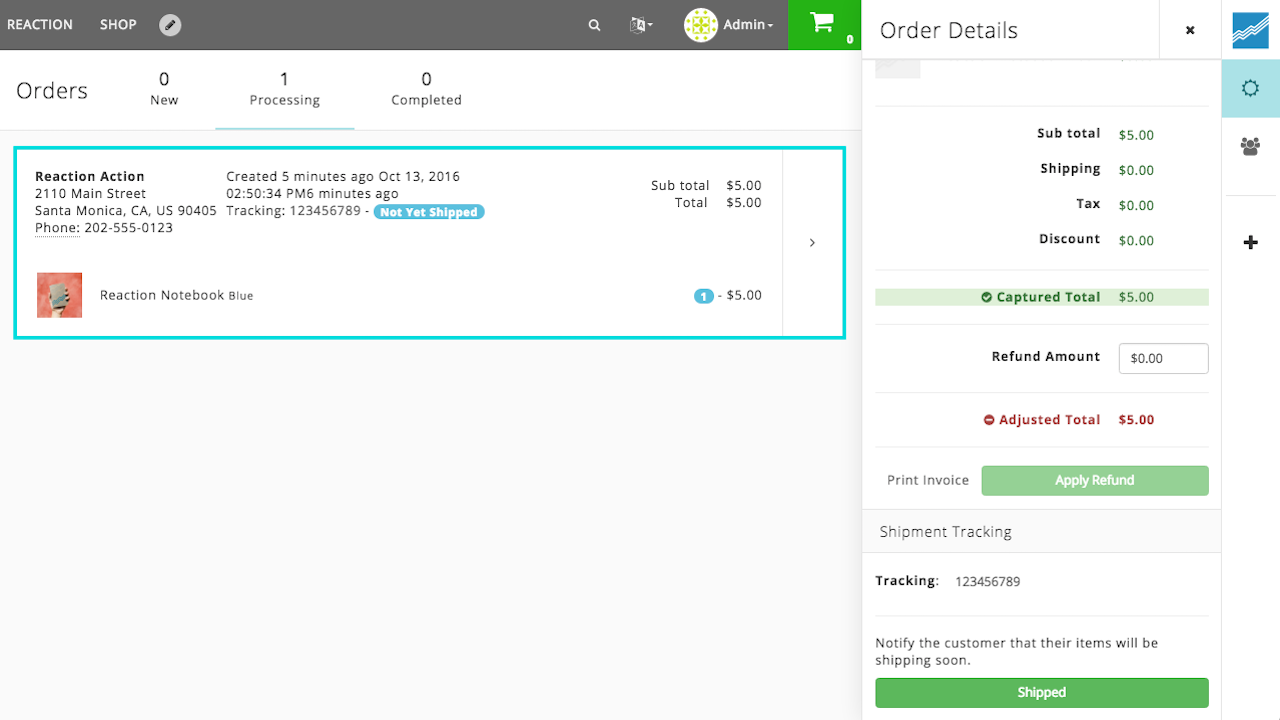 REACTION SHOP Admin 0
Orders
0 New
1 Processing
0 Completed
Reaction Action
2110 Main Street
Santa Monica, CA, US 90405
Phone: 202-555-0123
Created 5 minutes ago Oct 13, 2016
02:50:34 PM6 minutes ago
Tracking: 123456789 - Not Yet Shipped
Sub total $5.00
Total $5.00
Reaction Notebook Blue 1 - $5.00
Order Details
Sub total $5.00
Shipping $0.00
Tax $0.00
Discount $0.00
Captured Total $5.00
Refund Amount $0.00
Adjusted Total $5.00
Print Invoice Apply Refund
Shipment Tracking
Tracking: 123456789
Notify the customer that their items will be
shipping soon.
Shipped